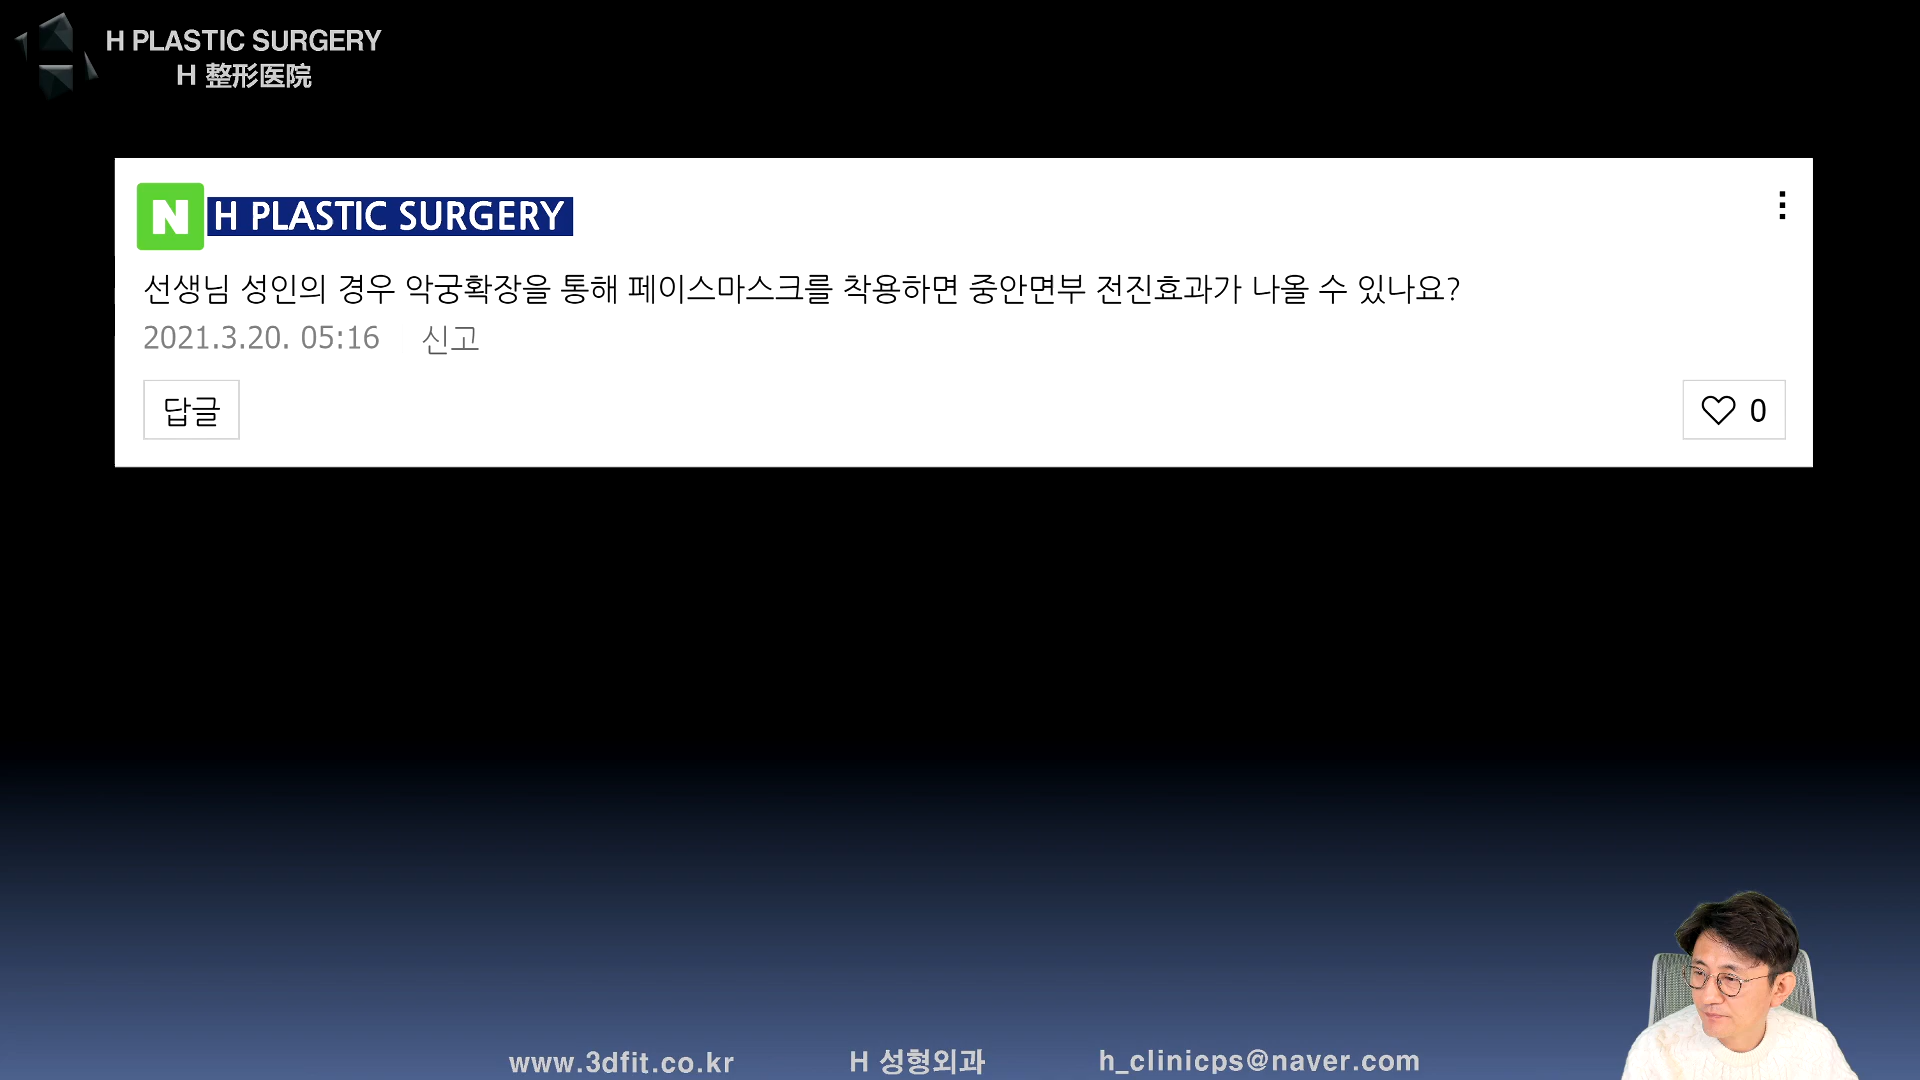 H PLASTIC SURGERY
H 整形医院
N H PLASTIC SURGERY
선생님 성인의 경우 악궁확장을 통해 페이스마스크를 착용하면 중안면부 전진효과가 나올 수 있나요?
2021.3.20. 05:16 신고
답글
0
www.3dfit.co.kr H 성형외과 h_clinicps@naver.com